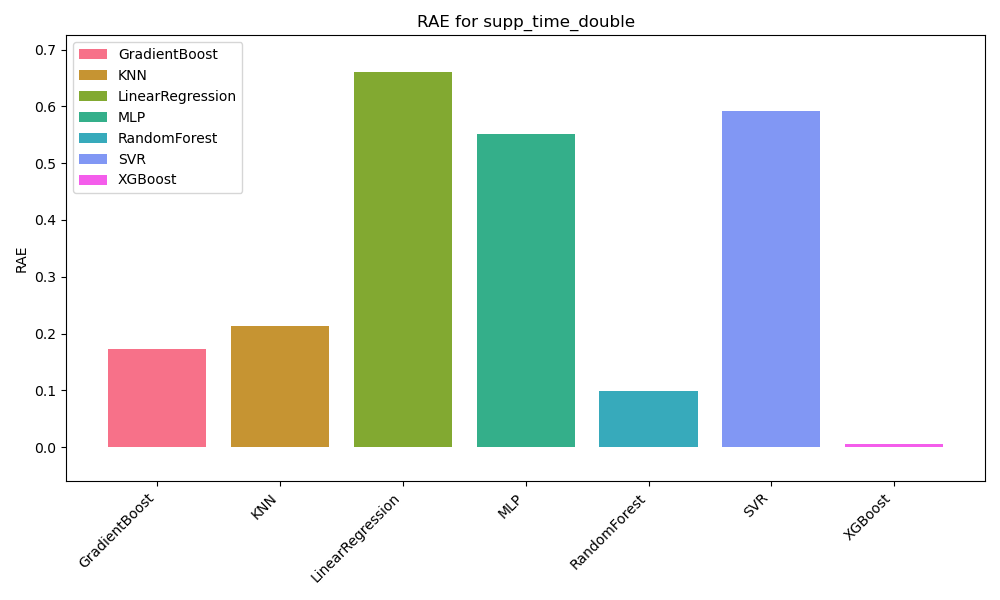 RAE for supp_time_double
0.7
0.6
0.5
0.4
0.3
0.2
0.1
0.0
RAE
GradientBoost
KNN
LinearRegression
MLP
RandomForest
SVR
XGBoost
GradientBoost
KNN
LinearRegression
MLP
RandomForest
SVR
XGBoost